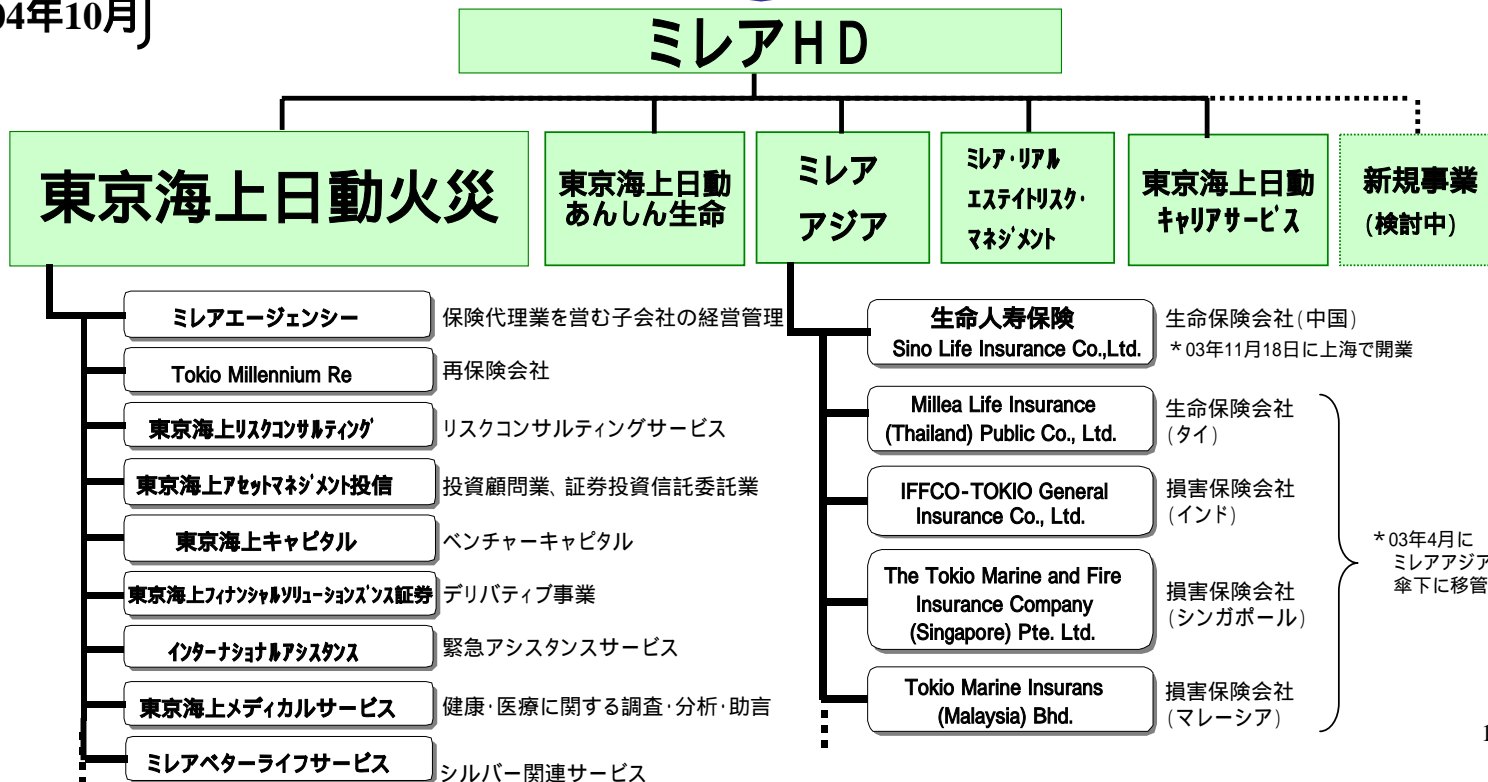 04年10月
ミレアＨＤ
東京海上日動火災
東京海上日動
あんしん生命
ミレア
アジア
ﾐﾚｱ･ﾘｱﾙ
ｴｽﾃｲﾄﾘｽｸ･
ﾏﾈｼﾞﾒﾝﾄ
東京海上日動
ｷｬﾘｱｻｰﾋﾞｽ
新規事業
(検討中)
ミレアエージェンシー
保険代理業を営む子会社の経営管理
Tokio Millennium Re
再保険会社
東京海上ﾘｽｸｺﾝｻﾙﾃｨﾝｸﾞ
リスクコンサルティングサービス
東京海上ｱｾｯﾄﾏﾈｼﾞﾒﾝﾄ投信
投資顧問業、証券投資信託委託業
東京海上キャピタル
ベンチャーキャピタル
東京海上ﾌｨﾅﾝｼｬﾙｿﾘｭｰｼｮﾝｽﾞﾝｽ証券
デリバティブ事業
ｲﾝﾀｰﾅｼｮﾅﾙｱｼｽﾀﾝｽ
緊急アシスタンスサービス
東京海上メディカルサービス
健康･医療に関する調査･分析･助言
ミレアベターライフサービス
シルバー関連サービス
生命人寿保険
Sino Life Insurance Co.,Ltd.
生命保険会社(中国)
*03年11月18日に上海で開業
Millea Life Insurance
(Thailand) Public Co., Ltd.
生命保険会社
(タイ)
IFFCO-TOKIO General
Insurance Co., Ltd.
損害保険会社
(インド)
The Tokio Marine and Fire
Insurance Company
(Singapore) Pte. Ltd.
損害保険会社
(シンガポール)
Tokio Marine Insurans
(Malaysia) Bhd.
損害保険会社
(マレーシア)
*03年4月に
ミレアアジア
傘下に移管
1